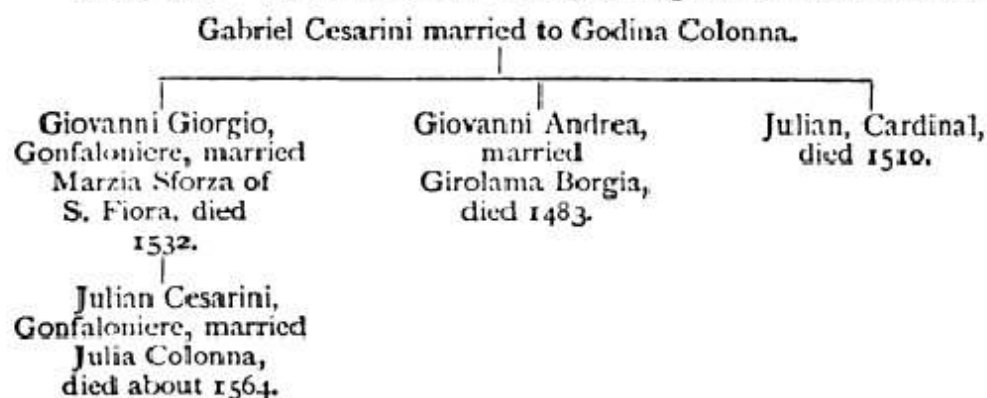 Gabriel Cesarini married to Godina Colonna.
Giovanni Giorgio,
Gonfaloniere, married
Marzia Sforza of
S. Fiora, died
1532.
Giovanni Andrea,
married
Girolama Borgia,
died 1483.
Julian, Cardinal,
died 1510.
Julian Cesarini,
Gonfaloniere, married
Julia Colonna,
died about 1564.